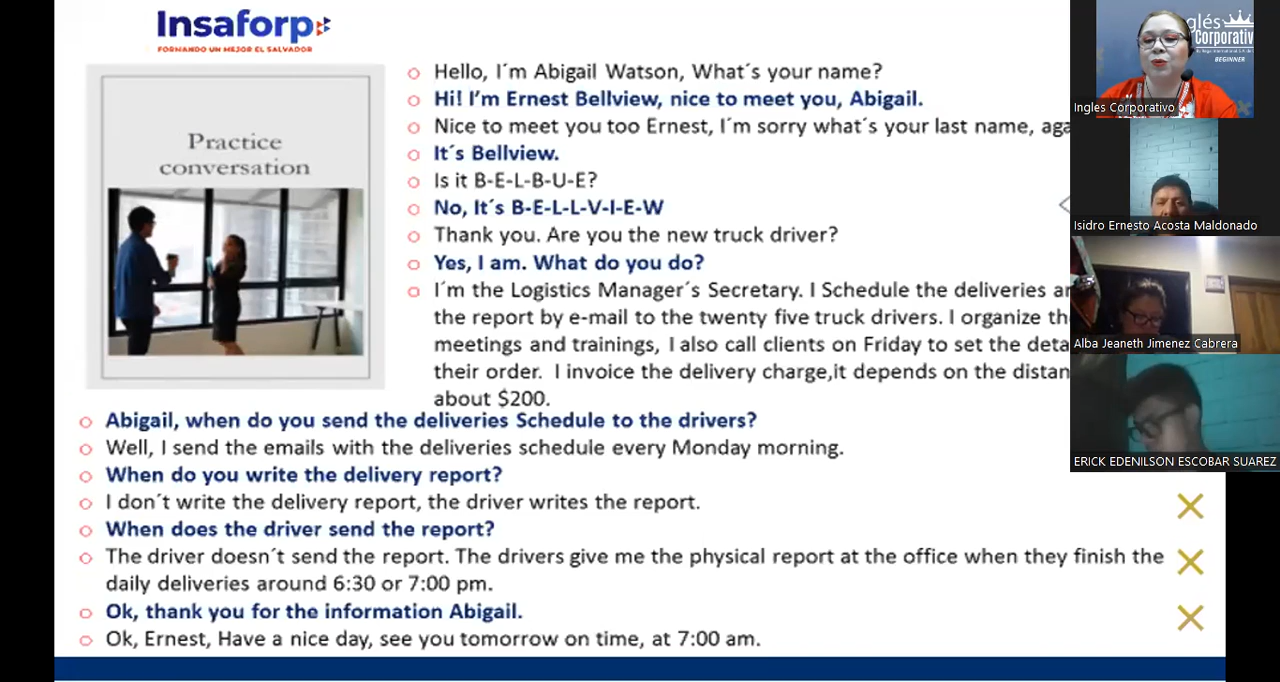 Insaforp
FORMANDO UN MEJOR EL SALVADOR
Practice
conversation
Hello, I´m Abigail Watson, What´s your name?
Hi! I’m Ernest Bellview, nice to meet you, Abigail.
Nice to meet you too Ernest, I´m sorry what´s your last name, aga
It´s Bellview.
Is it B-E-L-B-U-E?
No, It´s B-E-L-L-V-I-E-W
Thank you. Are you the new truck driver?
Yes, I am. What do you do?
I´m the Logistics Manager´s Secretary. I Schedule the deliveries a
the report by e-mail to the twenty five truck drivers. I organize th
meetings and trainings, I also call clients on Friday to set the deta
their order. I invoice the delivery charge,it depends on the distan
about $200.
Abigail, when do you send the deliveries Schedule to the drivers?
Well, I send the emails with the deliveries schedule every Monday morning.
When do you write the delivery report?
I don´t write the delivery report, the driver writes the report.
When does the driver send the report?
The driver doesn´t send the report. The drivers give me the physical report at the office when they finish the
daily deliveries around 6:30 or 7:00 pm.
Ok, thank you for the information Abigail.
Ok, Ernest, Have a nice day, see you tomorrow on time, at 7:00 am.
glés
Corporativ
BEGINNER
Ingles Corporativo
Isidro Ernesto Acosta Maldonado
Alba Jeaneth Jimenez Cabrera
ERICK EDENILSON ESCOBAR SUAREZ